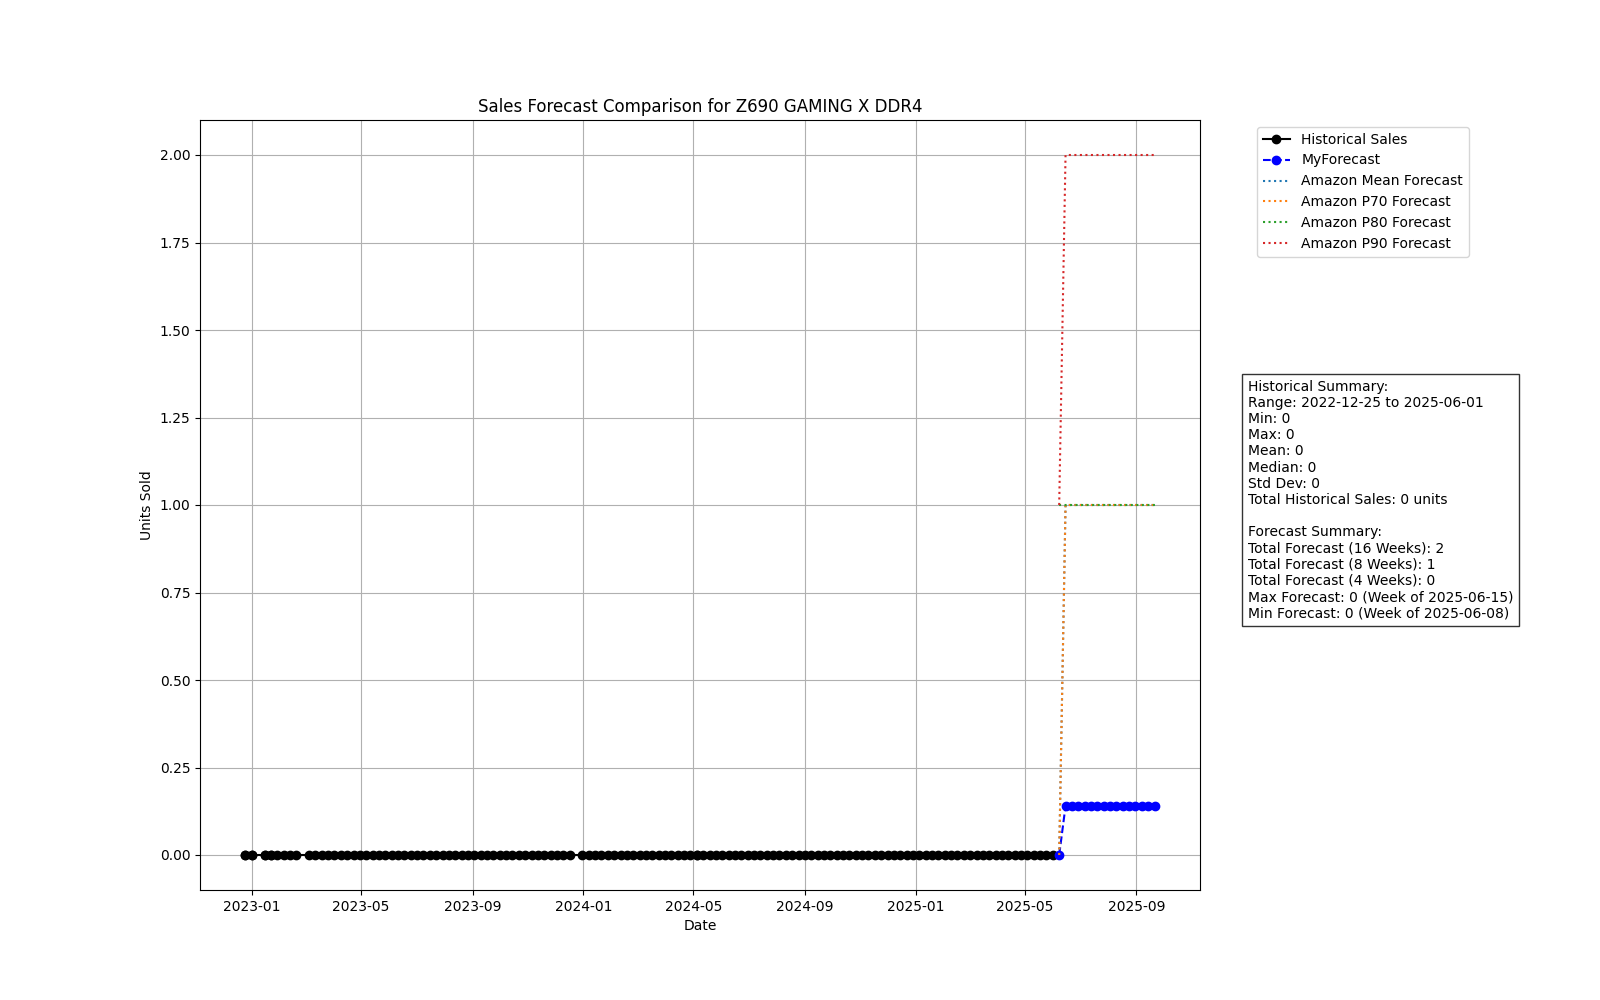 Sales Forecast Comparison for Z690 GAMING X DDR4
Units Sold
2.00
1.75
1.50
1.25
1.00
0.75
0.50
0.25
0.00
2023-01
2023-05
2023-09
2024-01
2024-05
2024-09
2025-01
2025-05
2025-09
Date
Historical Sales
MyForecast
Amazon Mean Forecast
Amazon P70 Forecast
Amazon P80 Forecast
Amazon P90 Forecast
Historical Summary:
Range: 2022-12-25 to 2025-06-01
Min: 0
Max: 0
Mean: 0
Median: 0
Std Dev: 0
Total Historical Sales: 0 units
Forecast Summary:
Total Forecast (16 Weeks): 2
Total Forecast (8 Weeks): 1
Total Forecast (4 Weeks): 0
Max Forecast: 0 (Week of 2025-06-15)
Min Forecast: 0 (Week of 2025-06-08)